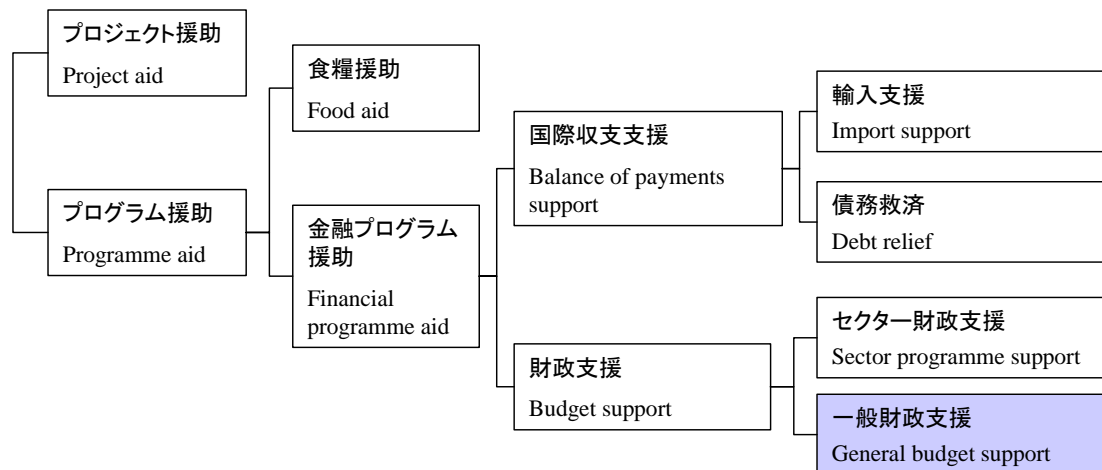 プロジェクト援助
Project aid
プログラム援助
Programme aid
食糧援助
Food aid
金融プログラム
援助
Financial
programme aid
国際収支支援
Balance of payments
support
財政支援
Budget support
輸入支援
Import support
債務救済
Debt relief
セクター財政支援
Sector programme support
一般財政支援
General budget support